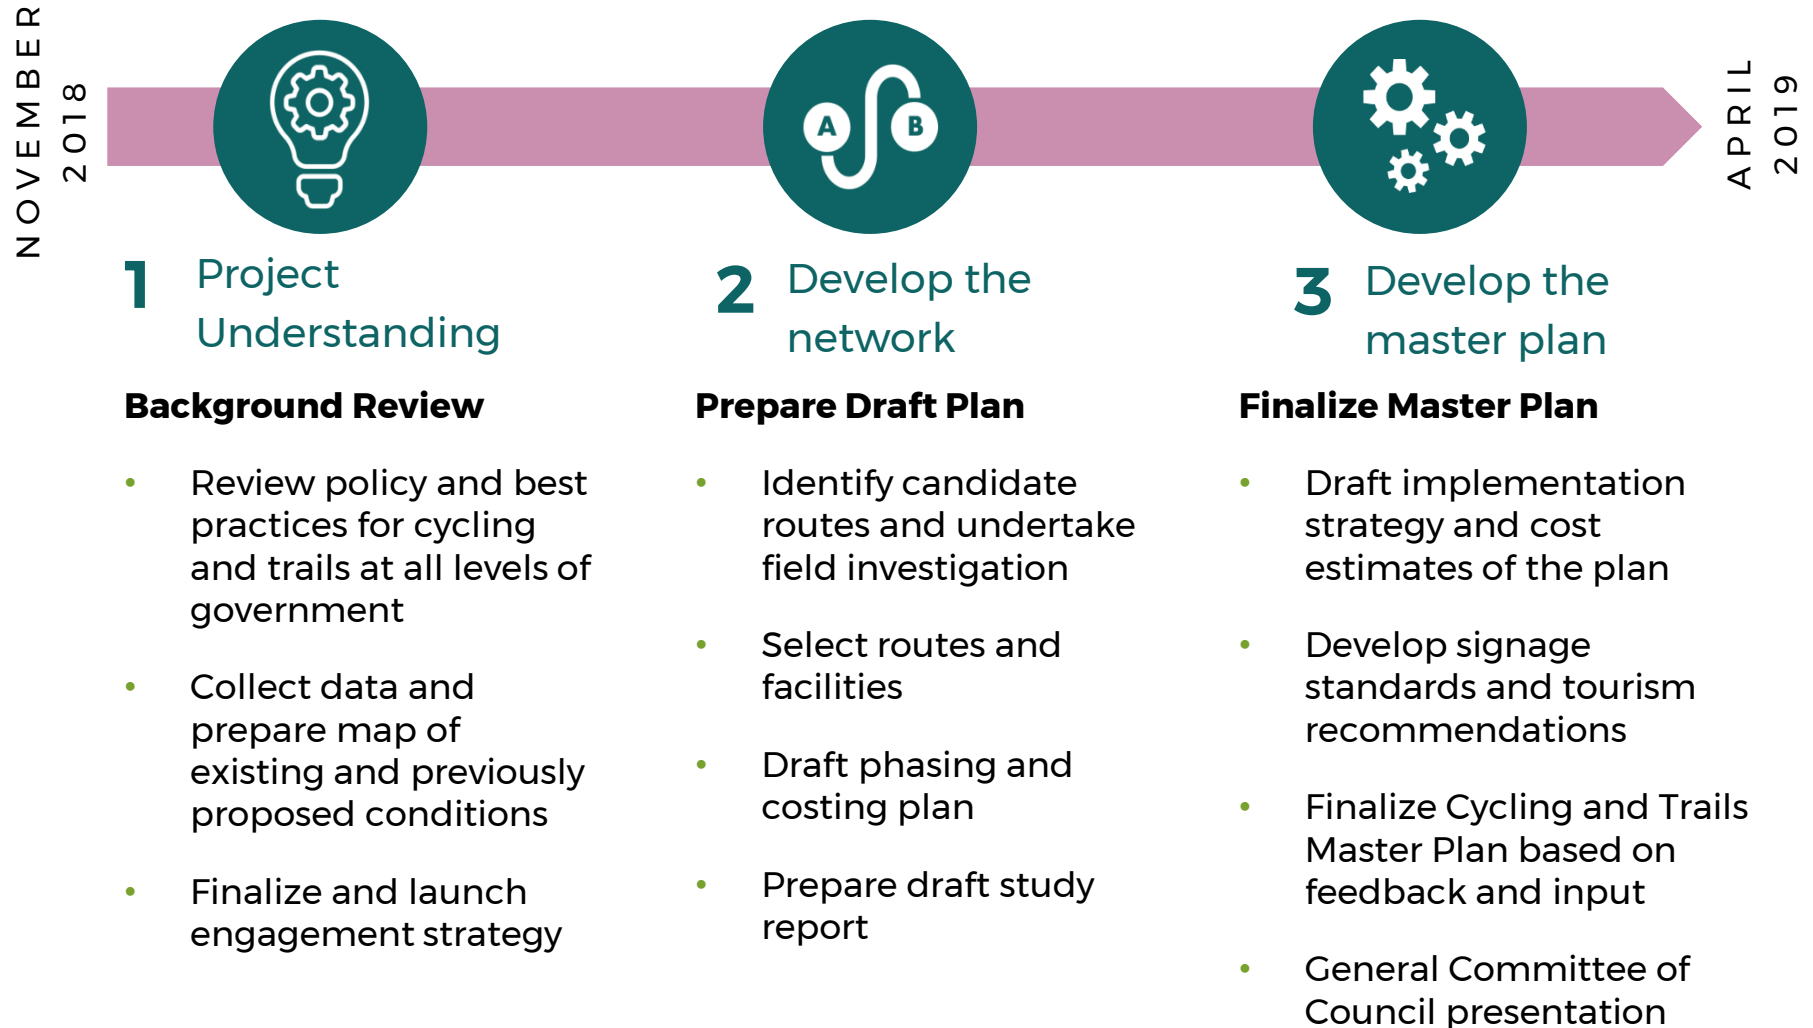 NOVEMBER
2018
A
B
APRIL
2019
1
Project
Understanding
Background Review
• Review policy and best
practices for cycling
and trails at all levels of
government
• Collect data and
prepare map of
existing and previously
proposed conditions
• Finalize and launch
engagement strategy
2
Develop the
network
Prepare Draft Plan
• Identify candidate
routes and undertake
field investigation
• Select routes and
facilities
• Draft phasing and
costing plan
• Prepare draft study
report
3
Develop the
master plan
Finalize Master Plan
• Draft implementation
strategy and cost
estimates of the plan
• Develop signage
standards and tourism
recommendations
• Finalize Cycling and Trails
Master Plan based on
feedback and input
• General Committee of
Council presentation